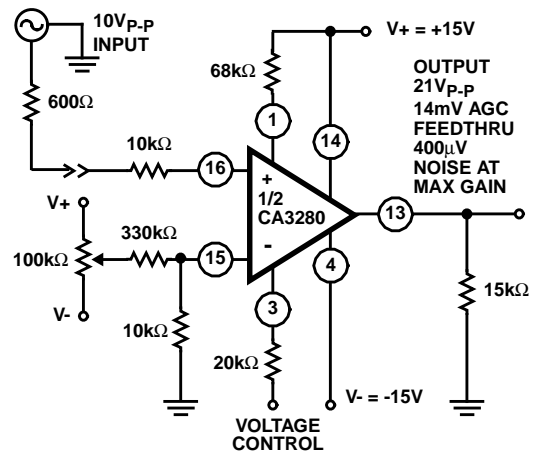 10VP-P
INPUT
600Ω
10kΩ
16
V+
100kΩ
V-
330kΩ
15
10kΩ
68kΩ
1
+
1/2
CA3280
-
3
20kΩ
VOLTAGE
CONTROL
14
4
13
V+ = +15V
V- = -15V
OUTPUT
21VP-P
14mV AGC
FEEDTHRU
400µV
NOISE AT
MAX GAIN
15kΩ